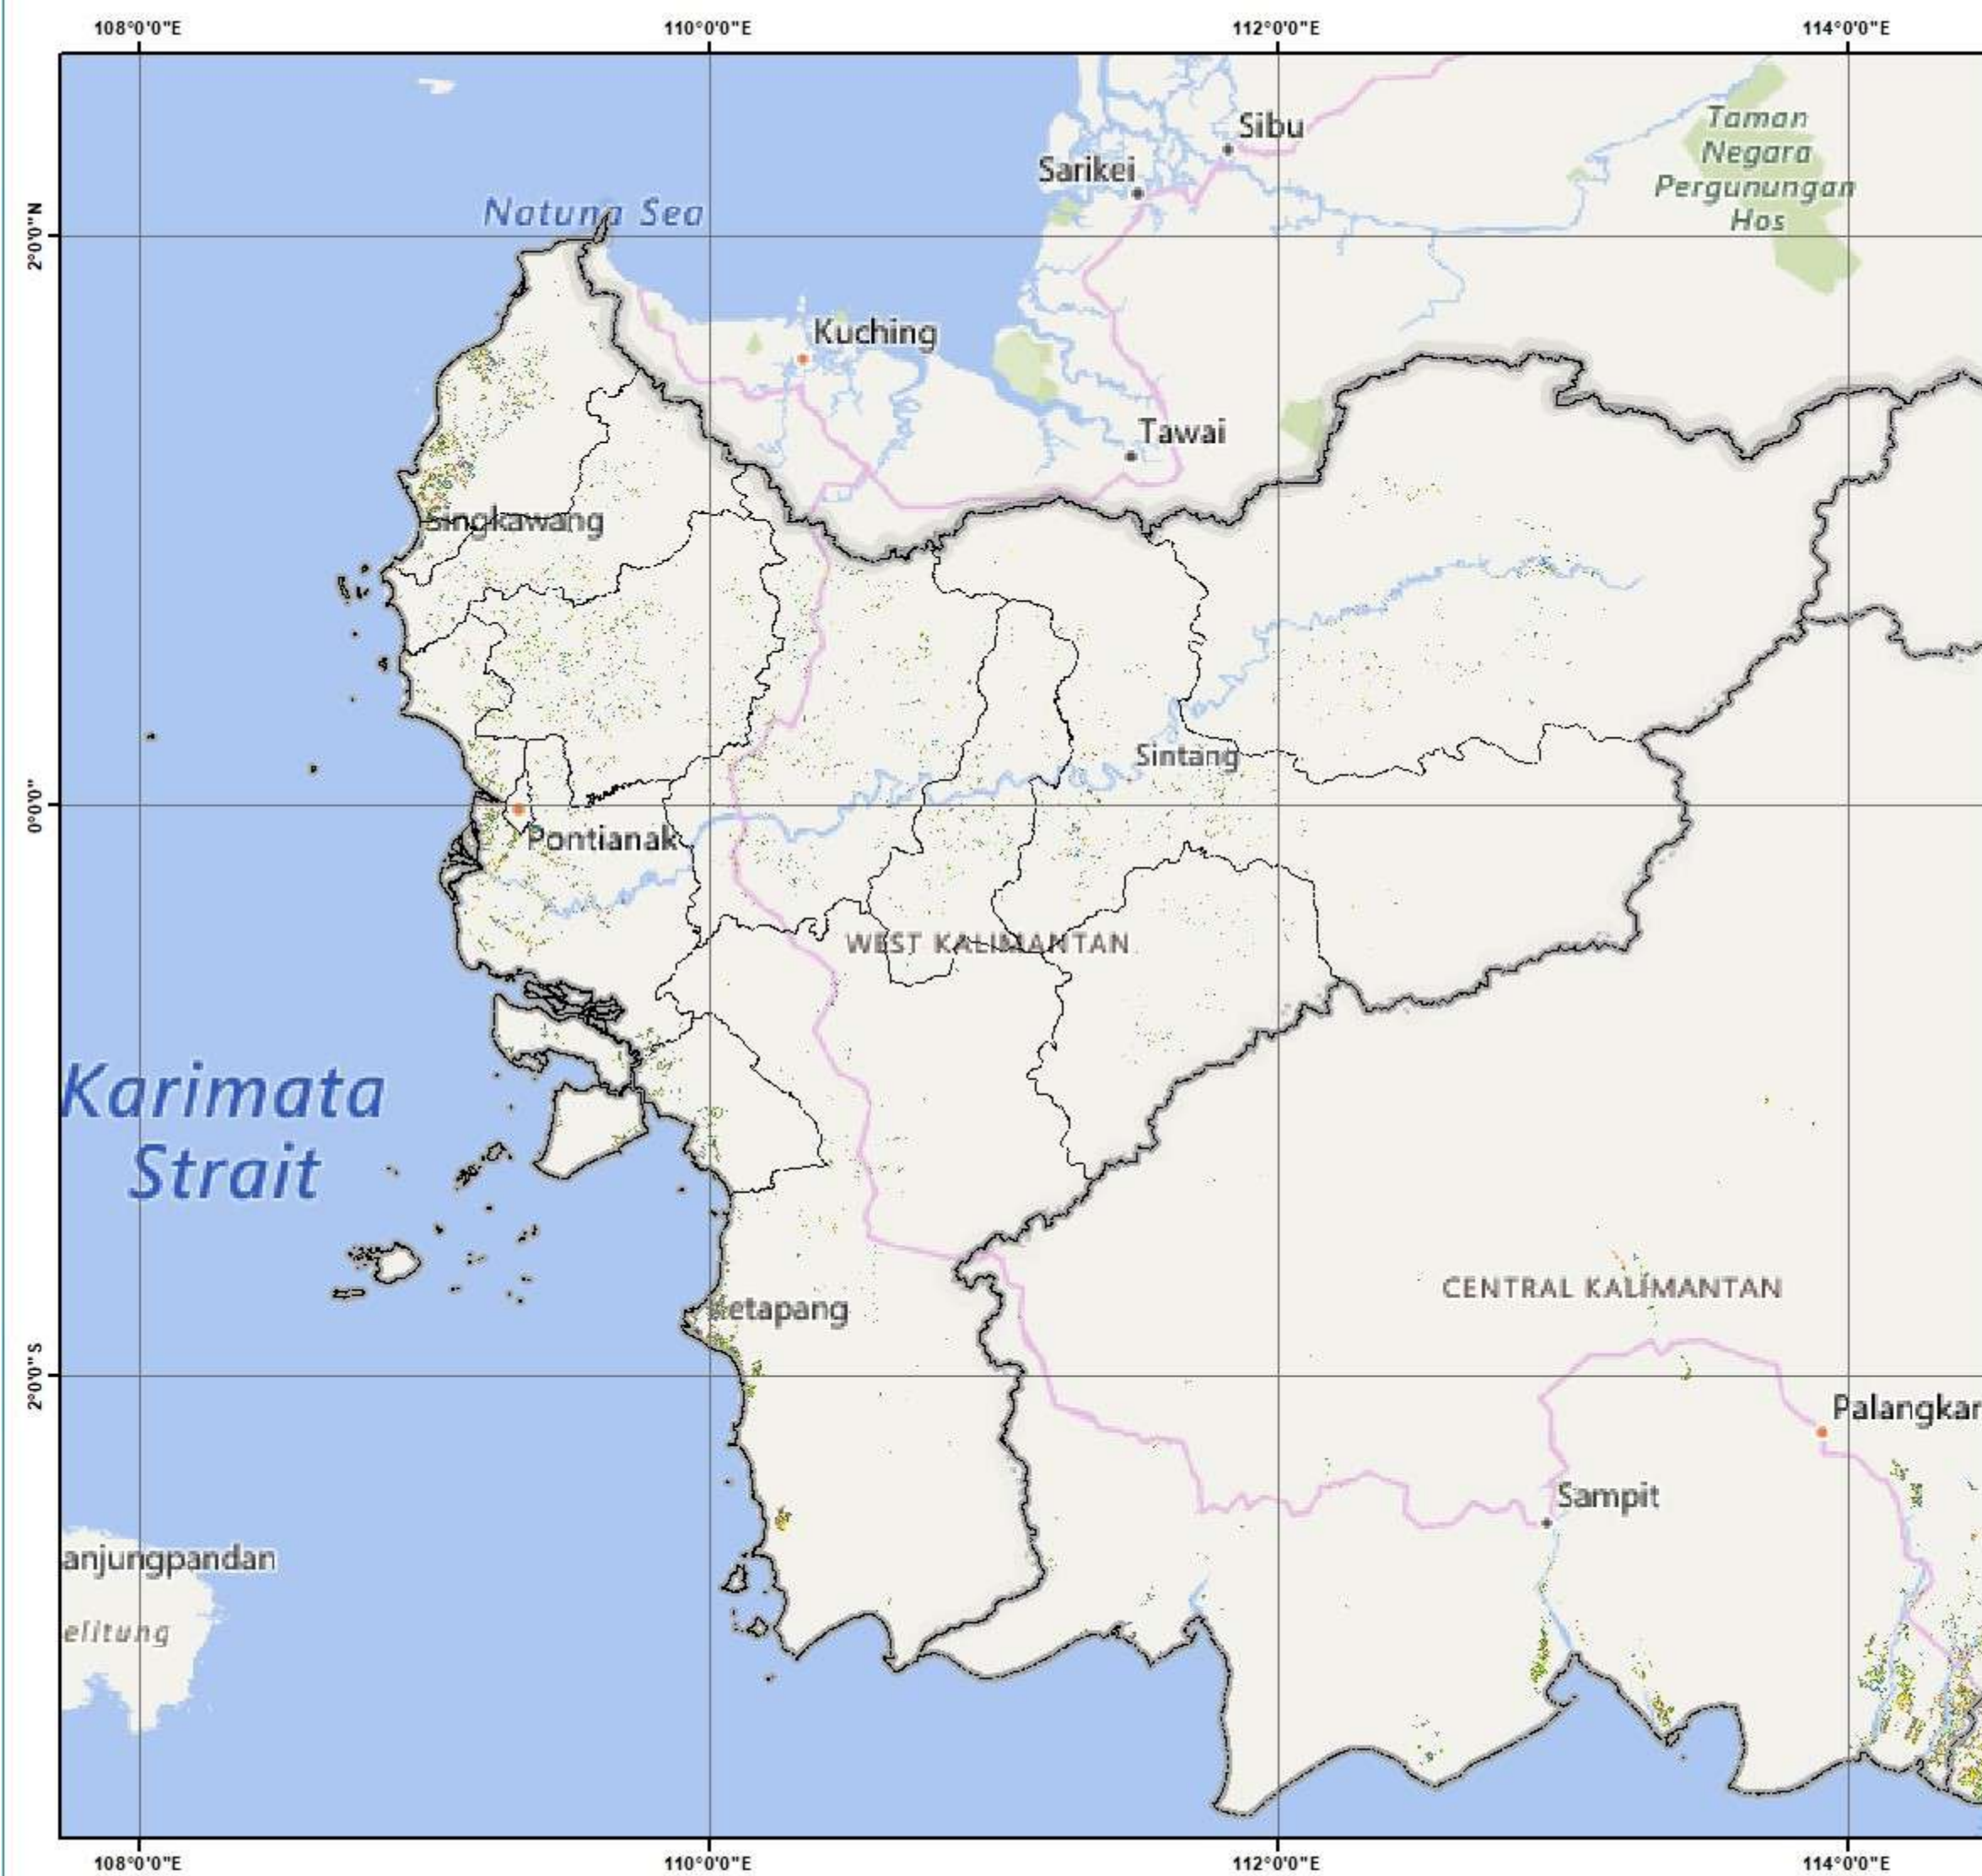 108°0'0"E
110°0'0"E
112°0'0"E
114°0'0"E
Sibu
Taman
Negara
Pergunungan
Hos
Sarikei
Natuna Sea
2°0'0"N
Kuching
Tawai
Singkawang
Sintang
0°0'0"
Pontianak
WEST KALIMANTAN
Karimata
Strait
CENTRAL KALIMANTAN
etapang
2°0'0"S
Palangkar
Sampit
anjungpandan
elitung
108°0'0"E
110°0'0"E
112°0'0"E
114°0'0"E